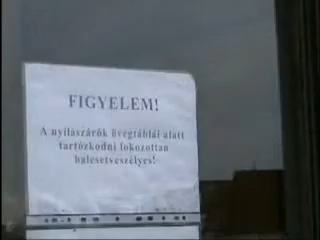 FIGYELEM!
A nyílászárók üvegtáblái alatt
tartózkodni fokozottan
balesetveszélyes!